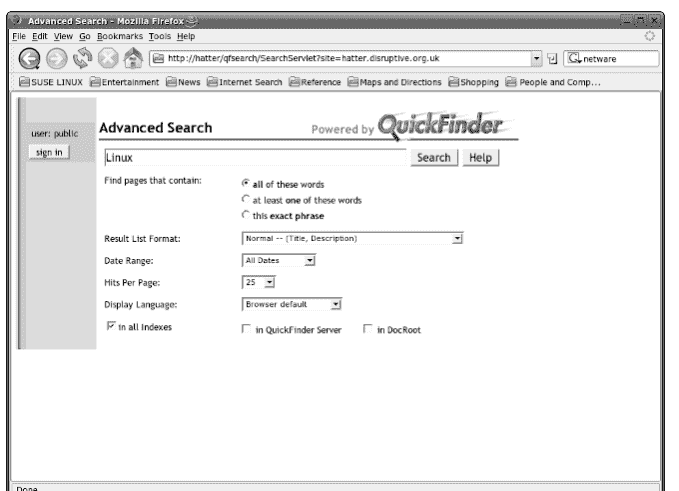 Advanced Search - Mozilla Firefox
File Edit View Go Bookmarks Tools Help
http://hatter/qfsearch/SearchServlet?site=hatter.disruptive.org.uk
G netware
SUSE LINUX Entertainment News Internet Search Reference Maps and Directions Shopping People and Comp...
user: public
sign in
Advanced Search
Powered by QuickFinder
Linux
Search Help
Find pages that contain:
all of these words
at least one of these words
this exact phrase
Result List Format: Normal -- (Title, Description)
Date Range: All Dates
Hits Per Page: 25
Display Language: Browser default
in all Indexes in QuickFinder Server in DocRoot
Done